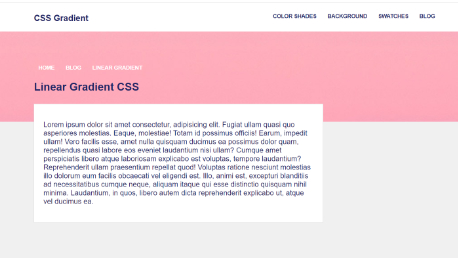 CSS Gradient
COLOR SHADES BACKGROUND SWATCHES BLOG
HOME BLOG LINEAR GRADIENT CSS
Linear Gradient CSS
Lorem ipsum dolor sit amet consectetur, adipisicing elit. Fugiat ullam quasi quo
asperiores molestias. Eaque, molestiae! Totam id possimus officiis! Earum, impedit
ullam! Vero facilis esse, amet nulla quisquam ducimus ea possimus dolor quam,
repellendus quasi labore eos eveniet laudantium nisi ullam? Cumque amet
perspiciatis libero atque laboriosam explicabo est voluptas, tempora laudantium?
Reprehenderit ullam praesentium repellat quod! Voluptas ratione nesciunt molestias
illo dolorum eum facilis obcaecati vel eligendi est. Illo, animi est, excepturi blanditiis
ad necessitatibus cumque neque, aliquam itaque qui esse distinctio quisquam nihil
minima. Laudantium, in quos, libero autem dicta reprehenderit explicabo ut, atque
vel ducimus ea.